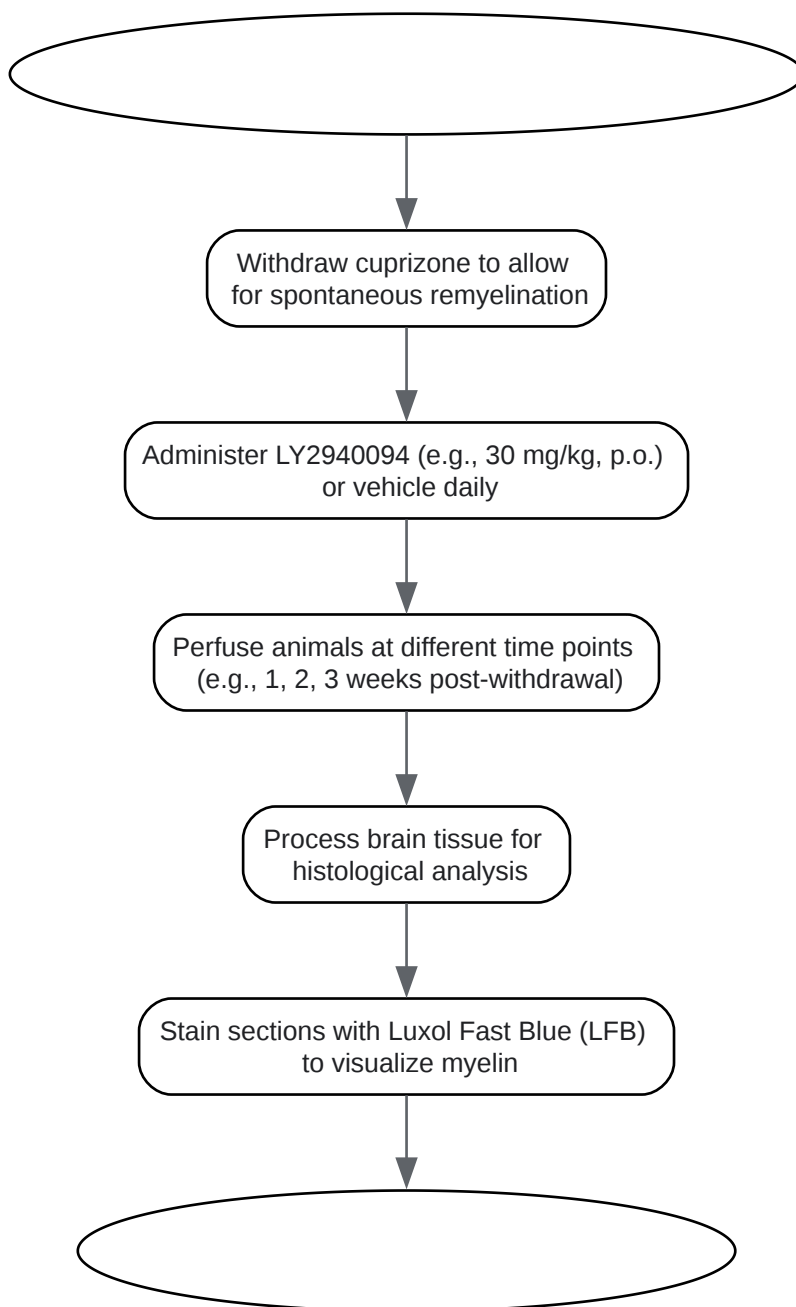 Withdraw cuprizone to allow
for spontaneous remyelination
Administer LY2940094 (e.g., 30 mg/kg, p.o.)
or vehicle daily
Perfuse animals at different time points
(e.g., 1, 2, 3 weeks post-withdrawal)
Process brain tissue for
histological analysis
Stain sections with Luxol Fast Blue (LFB)
to visualize myelin